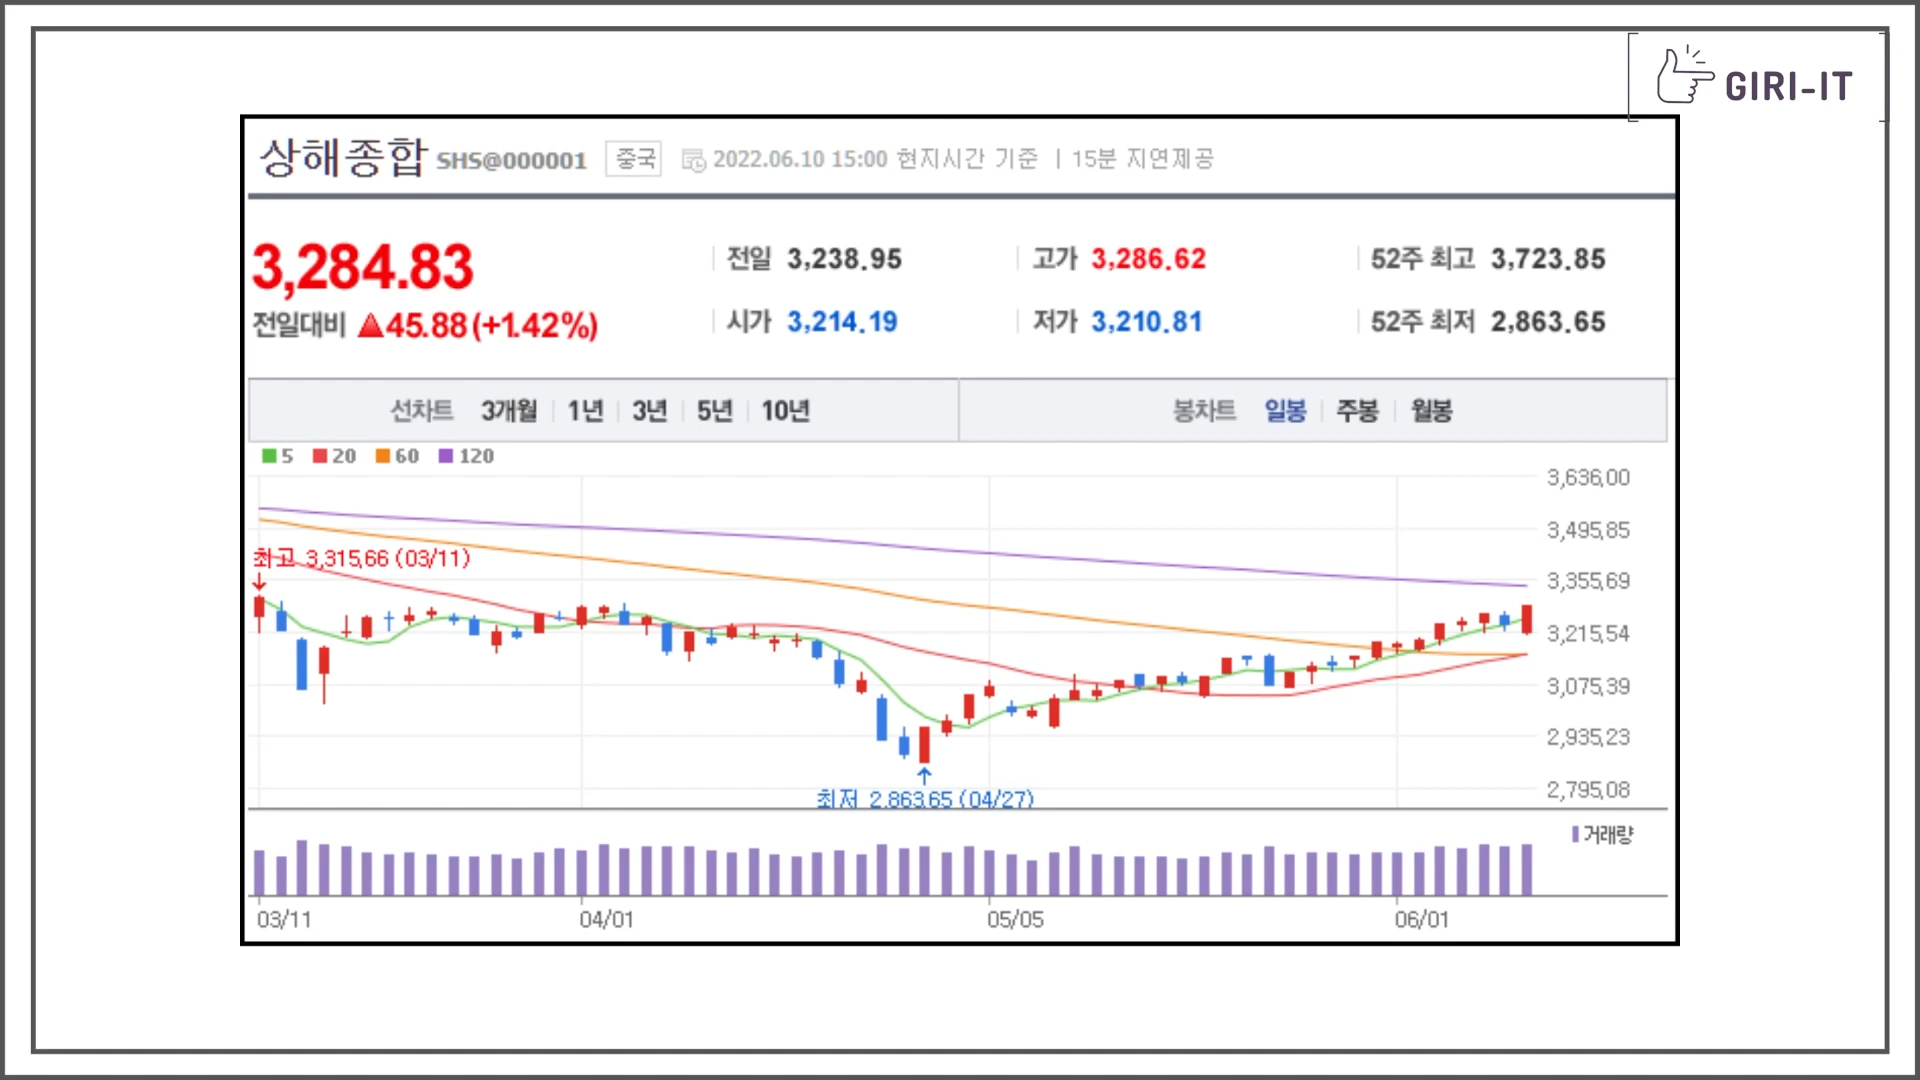 GIRI-IT
상해종합 SHS@000001 중국 2022.06.10 15:00 현지시간 기준 | 15분 지연제공
3,284.83
전일대비 ▲45.88(+1.42%)
전일 3,238.95 고가 3,286.62 52주 최고 3,723.85
시가 3,214.19 저가 3,210.81 52주 최저 2,863.65
선차트 3개월 1년 3년 5년 10년 봉차트 일봉 주봉 월봉
5 20 60 120
3,636,00
3,495,85
최고 3,315,66 (03/11)
3,355,69
3,215,54
3,075,39
2,935,23
2,795,08
최저 2,863,65 (04/27)
거래량
03/11 04/01 05/05 06/01